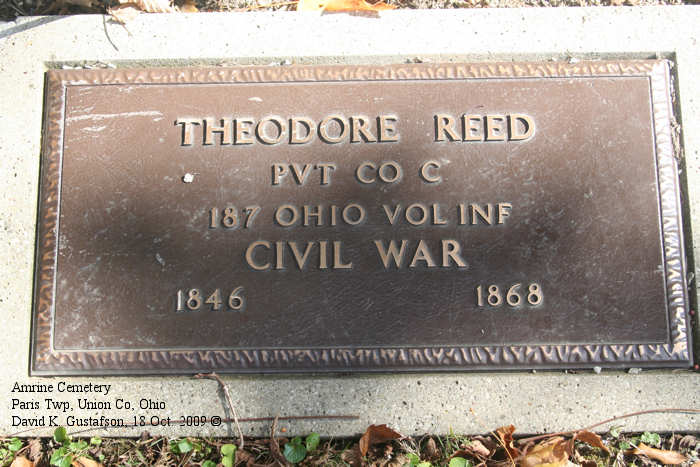 THEODORE REED
PVT CO C
187 OHIO VOL INF
CIVIL WAR
1846 1868
Amrine Cemetery
Paris Twp, Union Co, Ohio
David K. Gustafson, 18 Oct 2009 ©